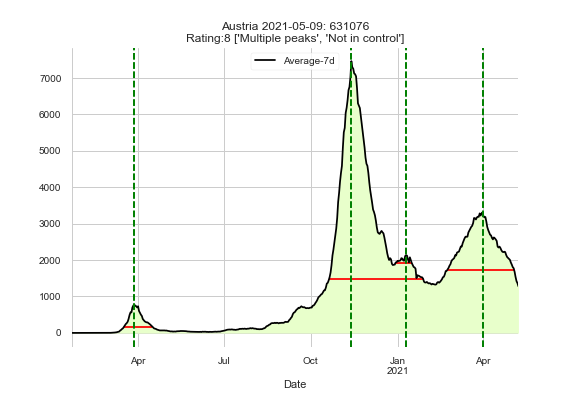 Austria 2021-05-09: 631076
Rating:8 ['Multiple peaks', 'Not in control']
Average-7d
7000
6000
5000
4000
3000
2000
1000
0
Apr
Jul
Oct
Jan
2021
Apr
Date